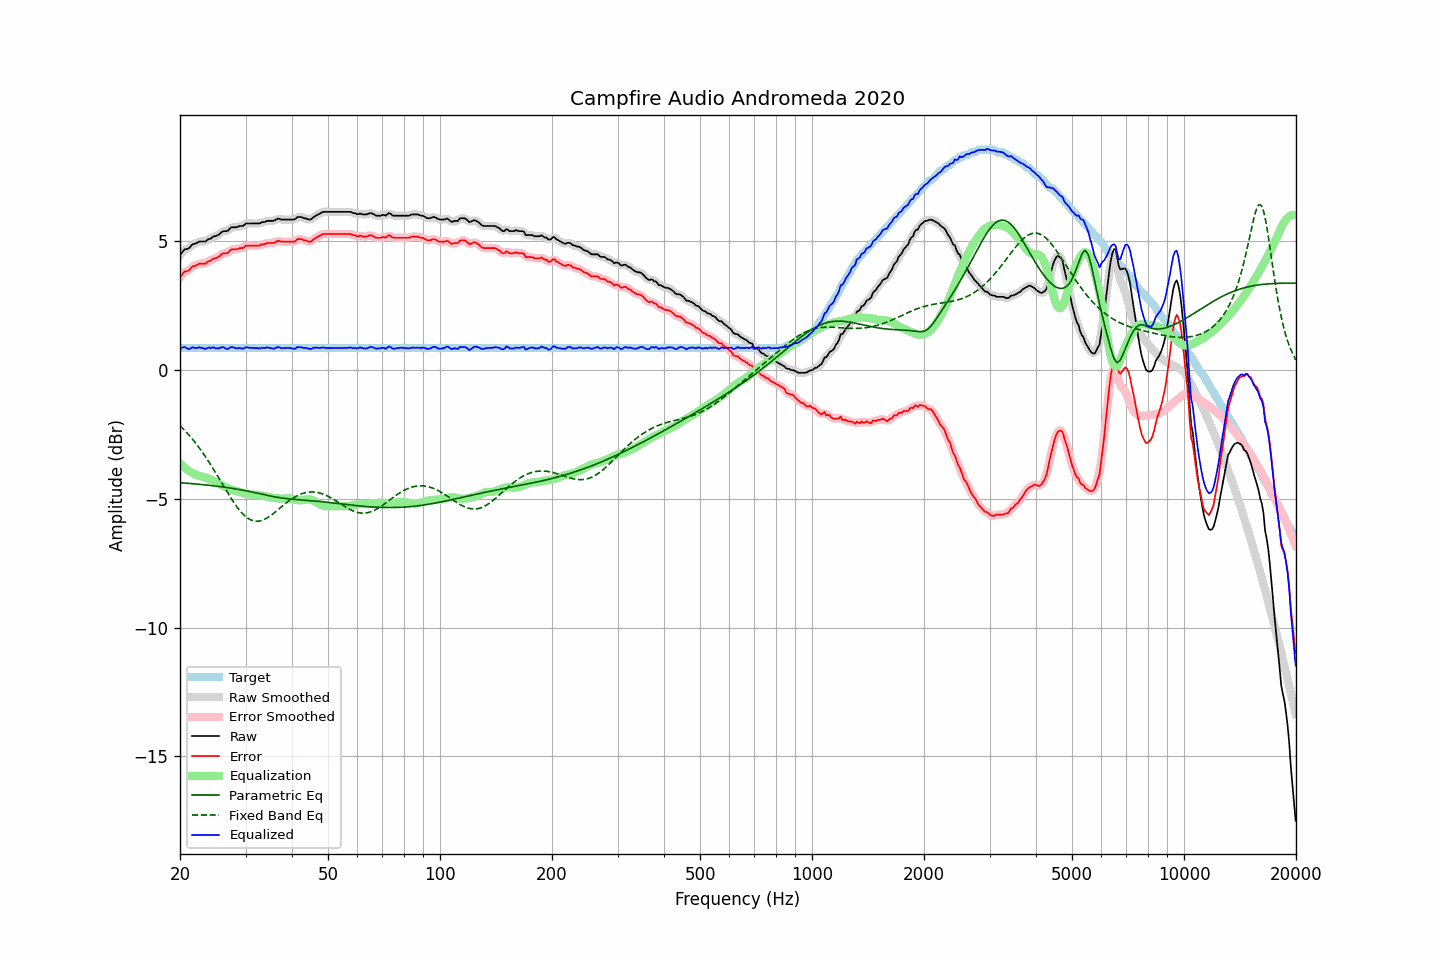 Campfire Audio Andromeda 2020
Amplitude (dBr)
5
0
−5
−10
−15
Target
Raw Smoothed
Error Smoothed
Raw
Error
Equalization
Parametric Eq
Fixed Band Eq
Equalized
20 50 100 200 500 1000 2000 5000 10000 20000
Frequency (Hz)